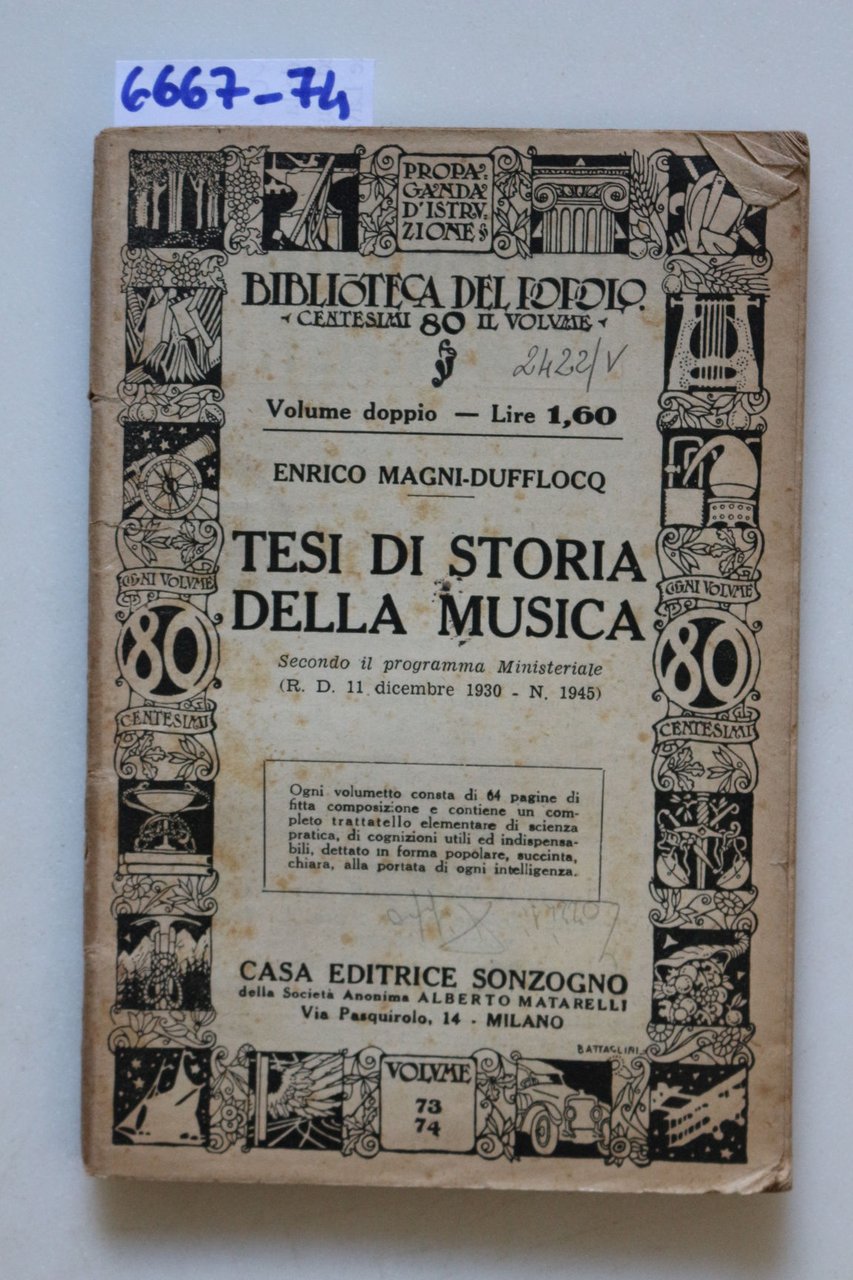 6667-74
PROPA=
GANDA
D'ISTRU=
ZIONE
BIBLIOTECA DEL POPOLO
CENTESIMI 80 IL VOLUME
2422/V
Volume doppio — Lire 1,60
ENRICO MAGNI-DUFFLOCQ
TESI DI STORIA
DELLA MUSICA
Secondo il programma Ministeriale
(R. D. 11 dicembre 1930 - N. 1945)
OGNI VOLUME
80
CENTESIMI
OGNI VOLUME
80
CENTESIMI
Ogni volumetto consta di 64 pagine di
fitta composizione e contiene un com-
pleto trattatello elementare di scienza
pratica, di cognizioni utili ed indispensa-
bili, dettato in forma popolare, succinta,
chiara, alla portata di ogni intelligenza.
CASA EDITRICE SONZOGNO
della Società Anonima ALBERTO MATARELLI
Via Pasquirolo, 14 - MILANO
BATTAGLINI
VOLUME
73
74